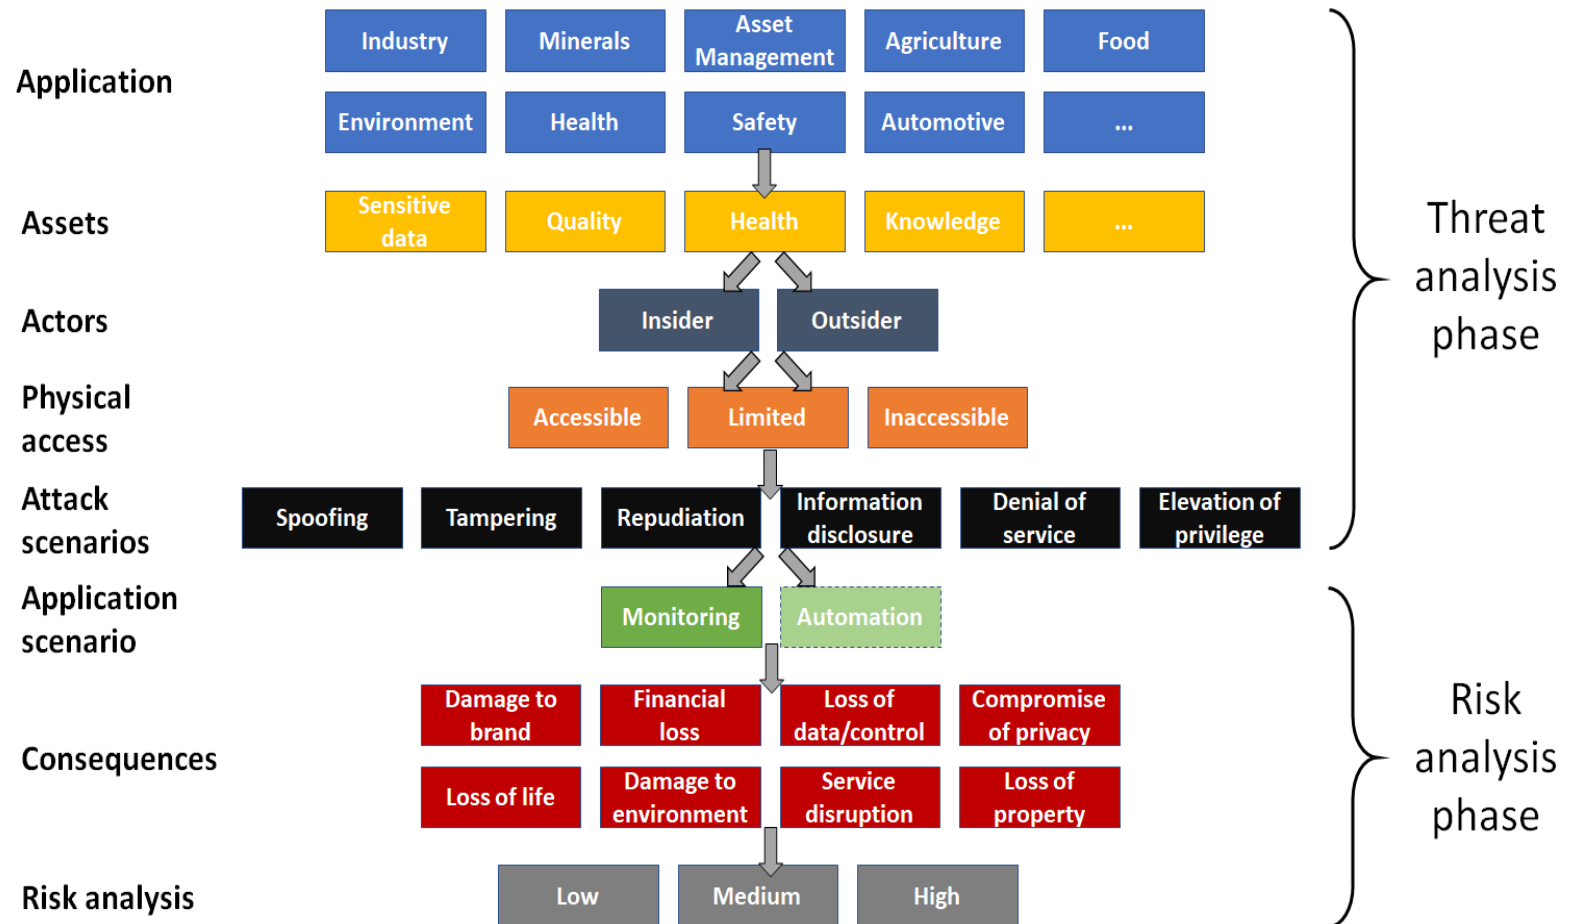 Application
Industry
Minerals
Asset
Management
Agriculture
Food
Environment
Health
Safety
Automotive
...
Assets
Sensitive
data
Quality
Health
Knowledge
...
Actors
Insider
Outsider
Physical
access
Accessible
Limited
Inaccessible
Attack
scenarios
Spoofing
Tampering
Repudiation
Information
disclosure
Denial of
service
Elevation of
privilege
Threat
analysis
phase
Application
scenario
Monitoring
Automation
Consequences
Damage to
brand
Financial
loss
Loss of
data/control
Compromise
of privacy
Loss of life
Damage to
environment
Service
disruption
Loss of
property
Risk analysis
Low
Medium
High
Risk
analysis
phase